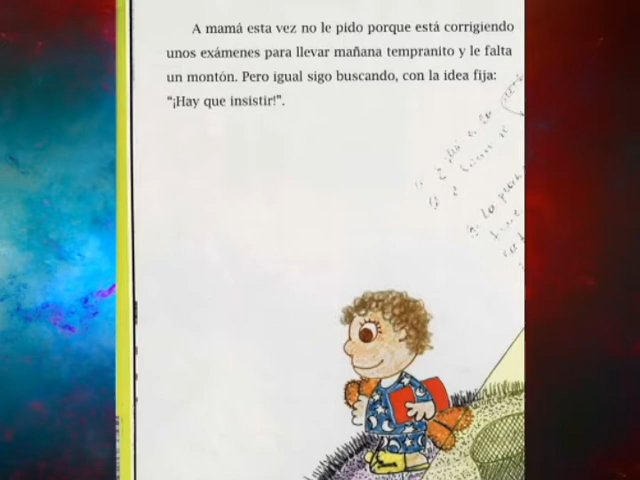 A mamá esta vez no le pido porque está corrigiendo
unos exámenes para llevar mañana tempranito y le falta
un montón. Pero igual sigo buscando, con la idea fija:
"¡Hay que insistir!".